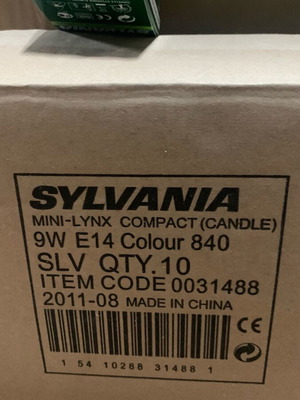 SYLVANIA
MINI-LYNX COMPACT(CANDLE)
9W E14 Colour 840
SLV QTY.10
ITEM CODE 0031488
2011-08 MADE IN CHINA
CE
1 54 10288 31488 1